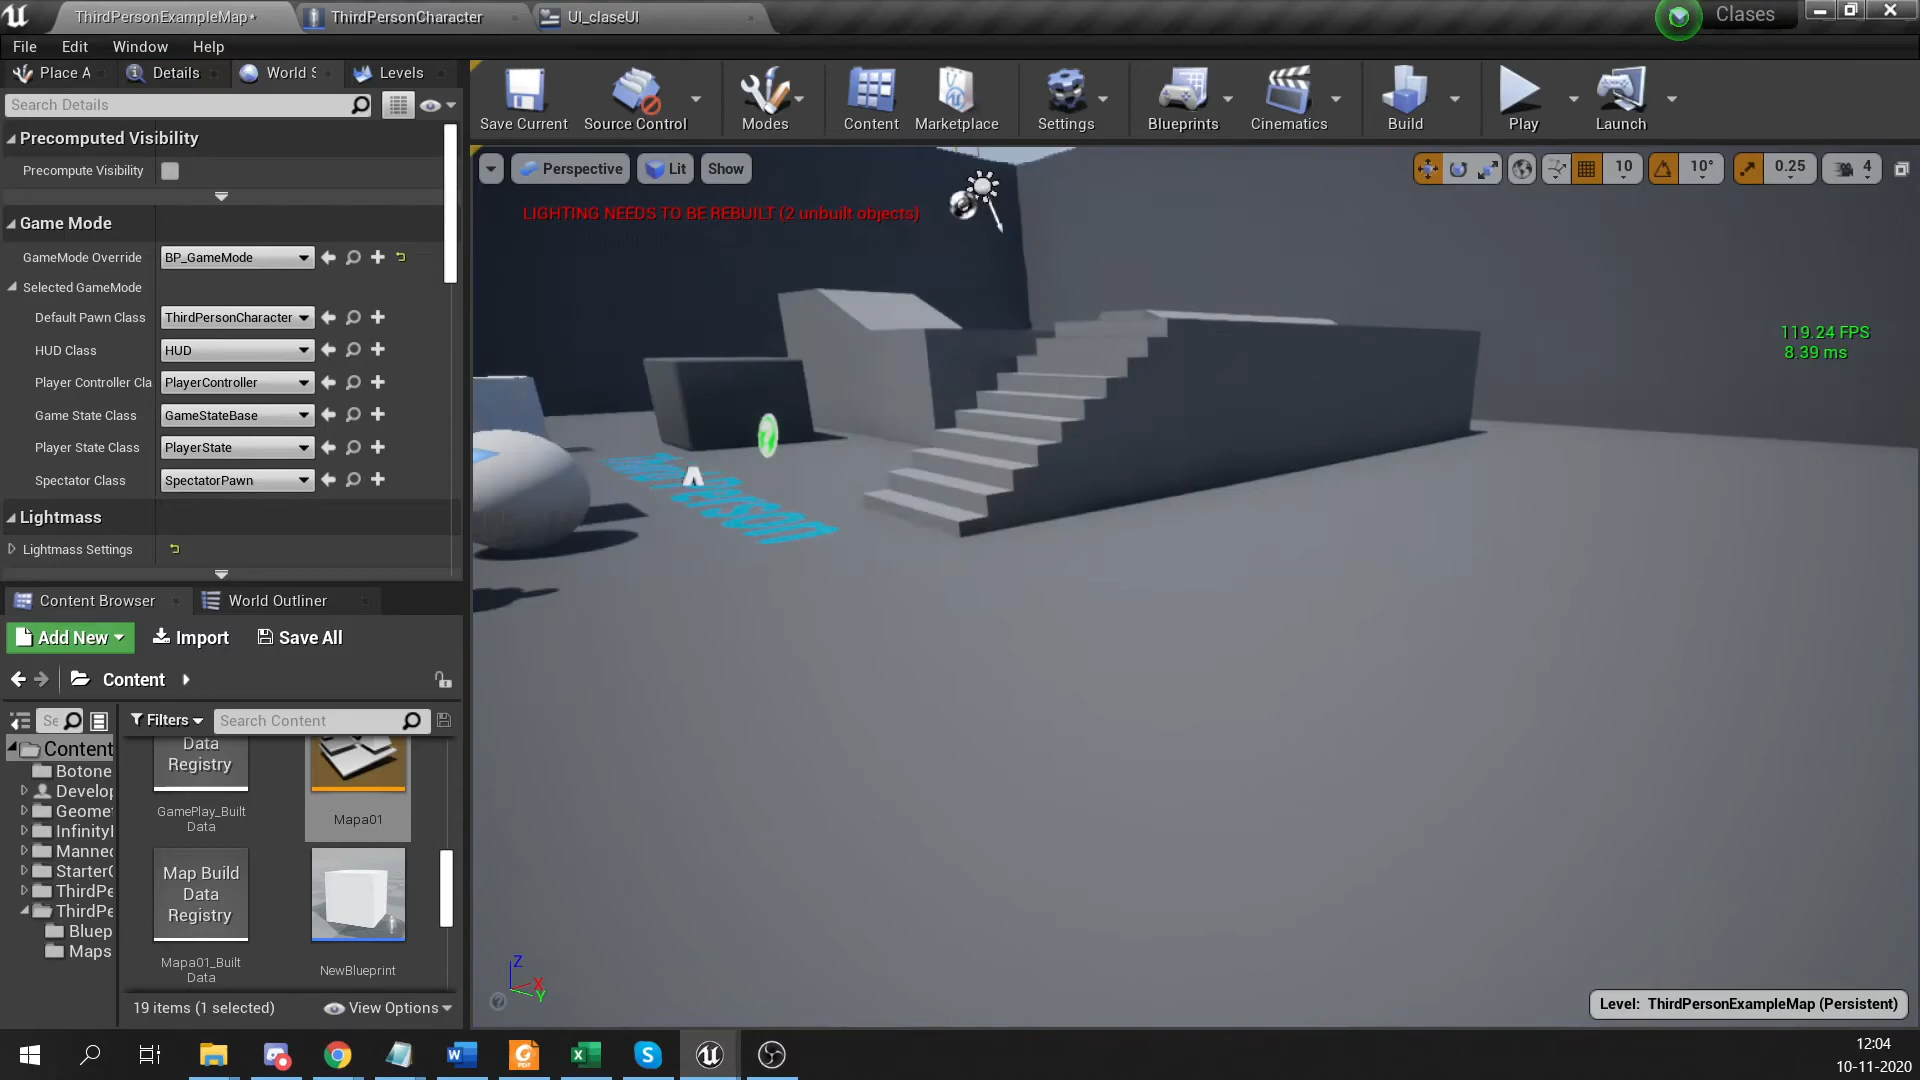 ThirdPersonExampleMap*
ThirdPersonCharacter
UI_claseUI
Clases
File Edit Window Help
Place A
Details
World S
Levels
Search Details
Precomputed Visibility
Precompute Visibility
Game Mode
GameMode Override BP_GameMode
Selected GameMode
Default Pawn Class ThirdPersonCharacter
HUD Class HUD
Player Controller Cla PlayerController
Game State Class GameStateBase
Player State Class PlayerState
Spectator Class SpectatorPawn
Lightmass
Lightmass Settings
Save Current
Source Control
Modes
Content
Marketplace
Settings
Blueprints
Cinematics
Build
Play
Launch
Perspective
Lit
Show
10
10°
0.25
4
LIGHTING NEEDS TO BE REBUILT (2 unbuilt objects)
119.24 FPS
8.39 ms
Content Browser
World Outliner
Add New
Import
Save All
Content
Se
Filters
Search Content
Content
Botone
Develop
Geome
Infinity
Manne
Starter
ThirdPe
ThirdPe
Bluep
Maps
Data
Registry
GamePlay_Built
Data
Mapa01
Map Build
Data
Registry
Mapa01_Built
Data
NewBlueprint
19 items (1 selected)
View Options
Z
X
Y
Level: ThirdPersonExampleMap (Persistent)
12:04
10-11-2020